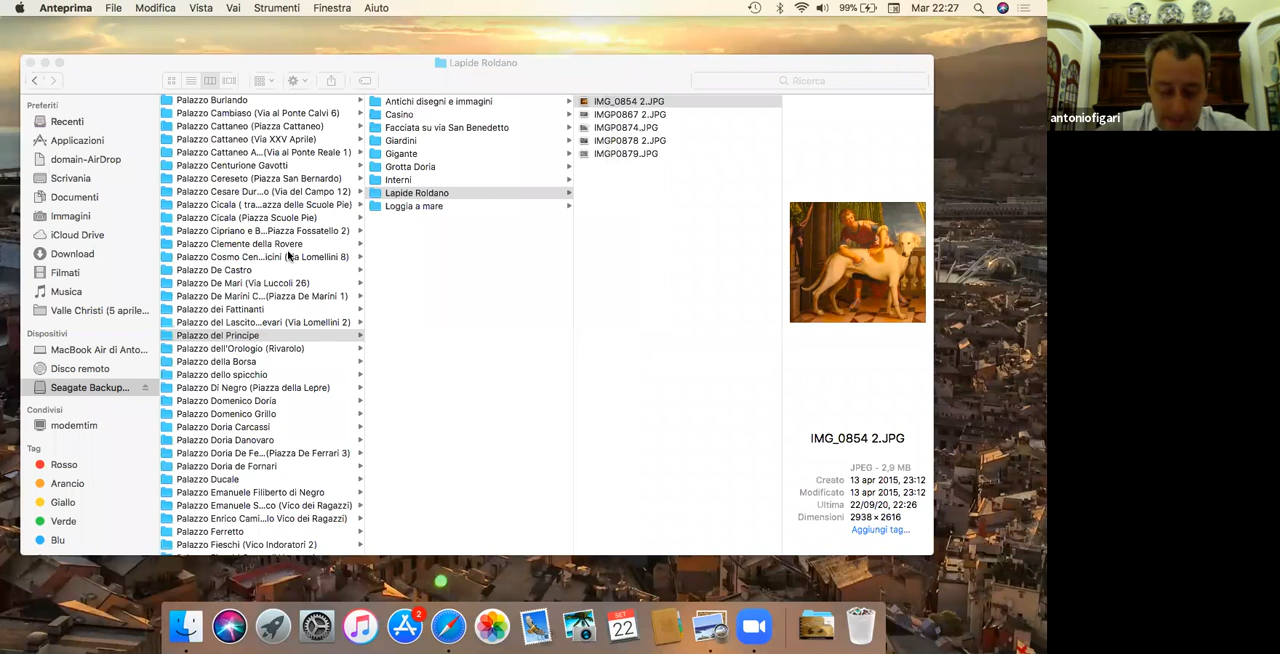 Anteprima File Modifica Vista Vai Strumenti Finestra Aiuto 99% Mar 22:27
Lapide Roldano
Ricerca
Preferiti
Recenti
Applicazioni
domain-AirDrop
Scrivania
Documenti
Immagini
iCloud Drive
Download
Filmati
Musica
Valle Christi (5 aprile...
Dispositivi
MacBook Air di Anto...
Disco remoto
Seagate Backup...
Condivisi
modemtim
Tag
Rosso
Arancio
Giallo
Verde
Blu
Palazzo Burlando
Palazzo Cambiaso (Via al Ponte Calvi 6)
Palazzo Cattaneo (Piazza Cattaneo)
Palazzo Cattaneo (Via XXV Aprile)
Palazzo Cattaneo A...(Via al Ponte Reale 1)
Palazzo Centurione Gavotti
Palazzo Cereseto (Piazza San Bernardo)
Palazzo Cesare Dur...o (Via del Campo 12)
Palazzo Cicala ( tra...azza delle Scuole Pie)
Palazzo Cicala (Piazza Scuole Pie)
Palazzo Cipriano e B...Piazza Fossatello 2)
Palazzo Clemente della Rovere
Palazzo Cosmo Cen...icini (Via Lomellini 8)
Palazzo De Castro
Palazzo De Mari (Via Luccoli 26)
Palazzo De Marini C...(Piazza De Marini 1)
Palazzo dei Fattinanti
Palazzo del Lascito...evari (Via Lomellini 2)
Palazzo del Principe
Palazzo dell'Orologio (Rivarolo)
Palazzo della Borsa
Palazzo dello spicchio
Palazzo Di Negro (Piazza della Lepre)
Palazzo Domenico Doria
Palazzo Domenico Grillo
Palazzo Doria Carcassi
Palazzo Doria Danovaro
Palazzo Doria De Fe...(Piazza De Ferrari 3)
Palazzo Doria de Fornari
Palazzo Ducale
Palazzo Emanuele Filiberto di Negro
Palazzo Emanuele S...co (Vico dei Ragazzi)
Palazzo Enrico Cami...lo Vico dei Ragazzi)
Palazzo Ferretto
Palazzo Fieschi (Vico Indoratori 2)
Antichi disegni e immagini
Casino
Facciata su via San Benedetto
Giardini
Gigante
Grotta Doria
Interni
Lapide Roldano
Loggia a mare
IMG_0854 2.JPG
IMGP0867 2.JPG
IMGP0874.JPG
IMGP0878 2.JPG
IMGP0879.JPG
IMG_0854 2.JPG
JPEG - 2,9 MB
Creato 13 apr 2015, 23:12
Modificato 13 apr 2015, 23:12
Ultima 22/09/20, 22:26
Dimensioni 2938 × 2616
Aggiungi tag...
antoniofigari
2
SET
22